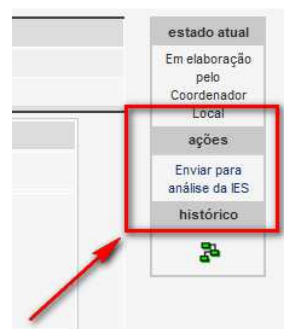 estado atual
Em elaboração
pelo
Coordenador
Local
ações
Enviar para
análise da IES
histórico